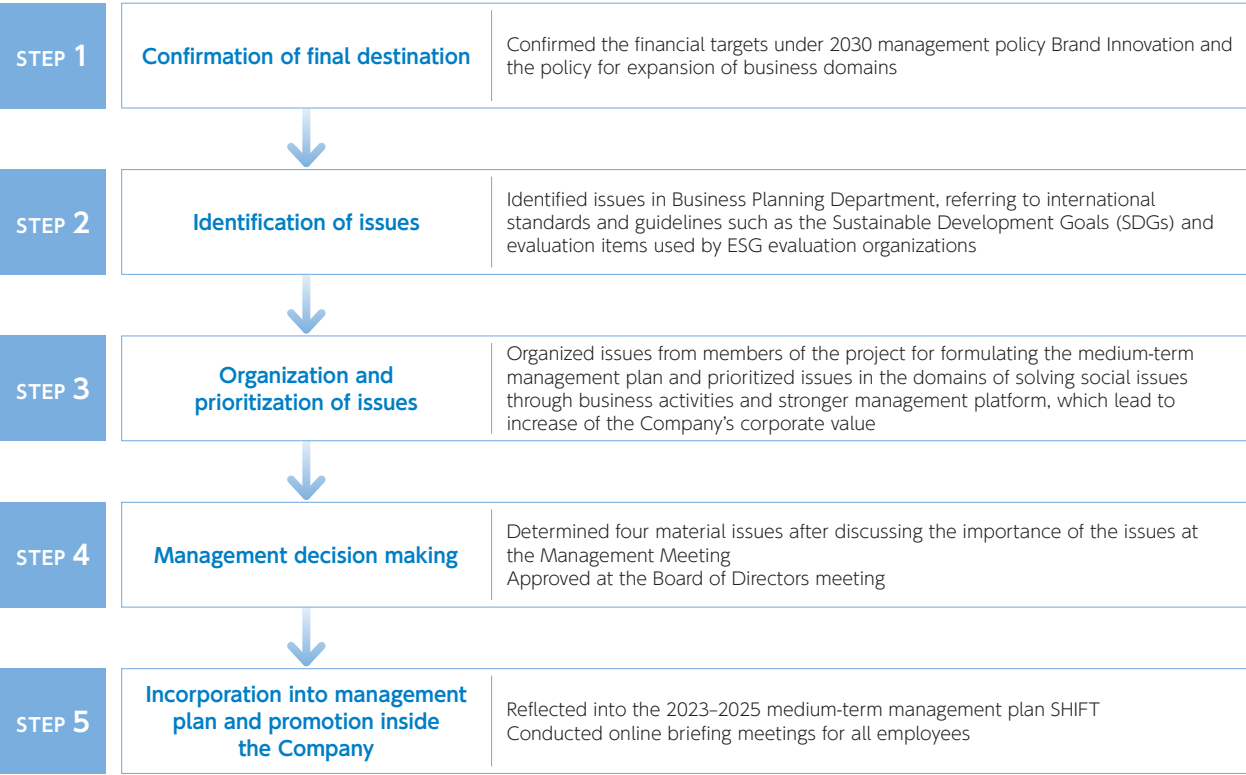 STEP 1
Confirmation of final destination
Confirmed the financial targets under 2030 management policy Brand Innovation and
the policy for expansion of business domains
STEP 2
Identification of issues
Identified issues in Business Planning Department, referring to international
standards and guidelines such as the Sustainable Development Goals (SDGs) and
evaluation items used by ESG evaluation organizations
STEP 3
Organization and
prioritization of issues
Organized issues from members of the project for formulating the medium-term
management plan and prioritized issues in the domains of solving social issues
through business activities and stronger management platform, which lead to
increase of the Company's corporate value
STEP 4
Management decision making
Determined four material issues after discussing the importance of the issues at
the Management Meeting
Approved at the Board of Directors meeting
STEP 5
Incorporation into management
plan and promotion inside
the Company
Reflected into the 2023–2025 medium-term management plan SHIFT
Conducted online briefing meetings for all employees